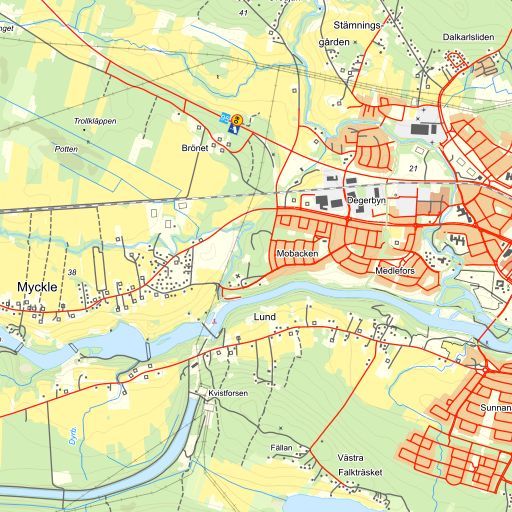 nget
41
Stämnings
gården
Dalkarlsliden
Trollkläppen
Potten
Brönet
21
Degerbyn
Mobacken
Medlefors
38
Myckle
Lund
Kvistforsen
Sunnan
Dyrb.
Fällan
Västra
Falkträsket